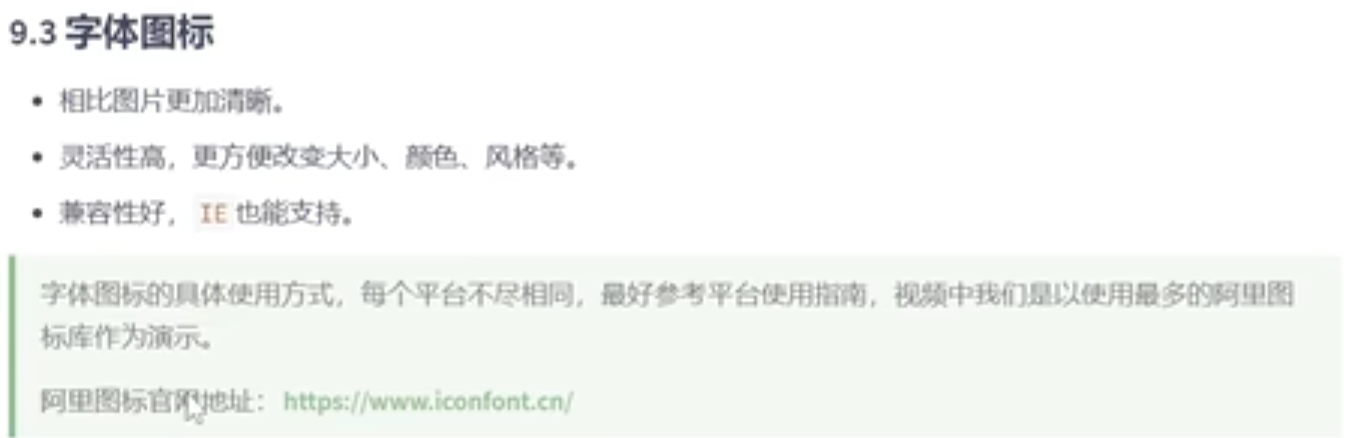 9.3 字体图标
• 相比图片更加清晰。
• 灵活性高，更方便改变大小、颜色、风格等。
• 兼容性好， IE 也能支持。
字体图标的具体使用方式，每个平台不尽相同，最好参考平台使用指南，视频中我们是以使用最多的阿里图
标库作为演示。
阿里图标官网地址：https://www.iconfont.cn/